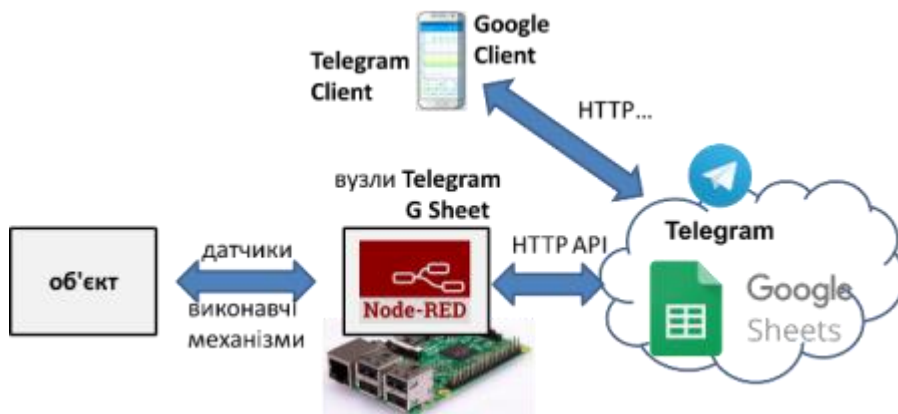 Google
Client
Telegram
Client
HTTP...
вузли Telegram
G Sheet
Telegram
HTTP API
датчики
об'єкт
Node-RED
виконавчі
механізми
Google
Sheets